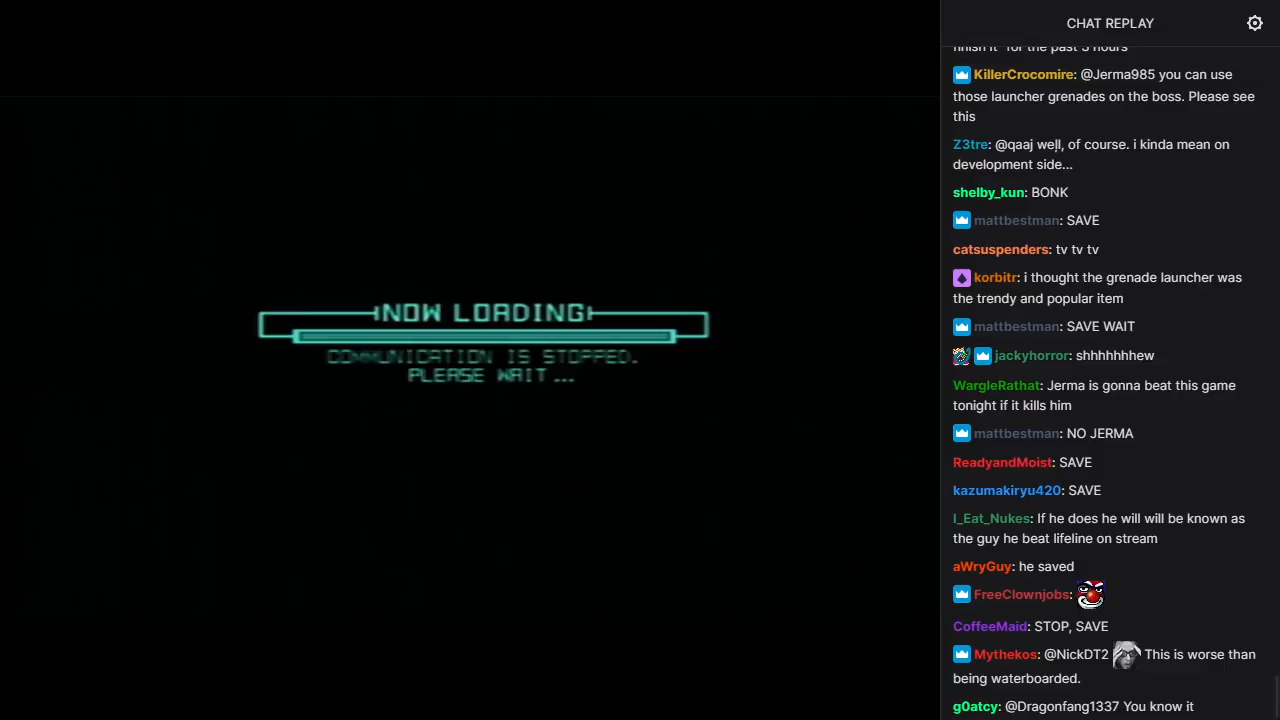 NOW LOADING
COMMUNICATION IS STOPPED.
PLEASE WAIT...
CHAT REPLAY
finish it" for the past 3 hours
KillerCrocomire: @Jerma985 you can use
those launcher grenades on the boss. Please see
this
Z3tre: @qaaj well, of course. i kinda mean on
development side...
shelby_kun: BONK
mattbestman: SAVE
catsuspenders: tv tv tv
korbitr: i thought the grenade launcher was
the trendy and popular item
mattbestman: SAVE WAIT
jackyhorror: shhhhhhew
WargleRathat: Jerma is gonna beat this game
tonight if it kills him
mattbestman: NO JERMA
ReadyandMoist: SAVE
kazumakiryu420: SAVE
I_Eat_Nukes: If he does he will will be known as
the guy he beat lifeline on stream
aWryGuy: he saved
FreeClownjobs:
CoffeeMaid: STOP, SAVE
Mythekos: @NickDT2 This is worse than
being waterboarded.
g0atcy: @Dragonfang1337 You know it